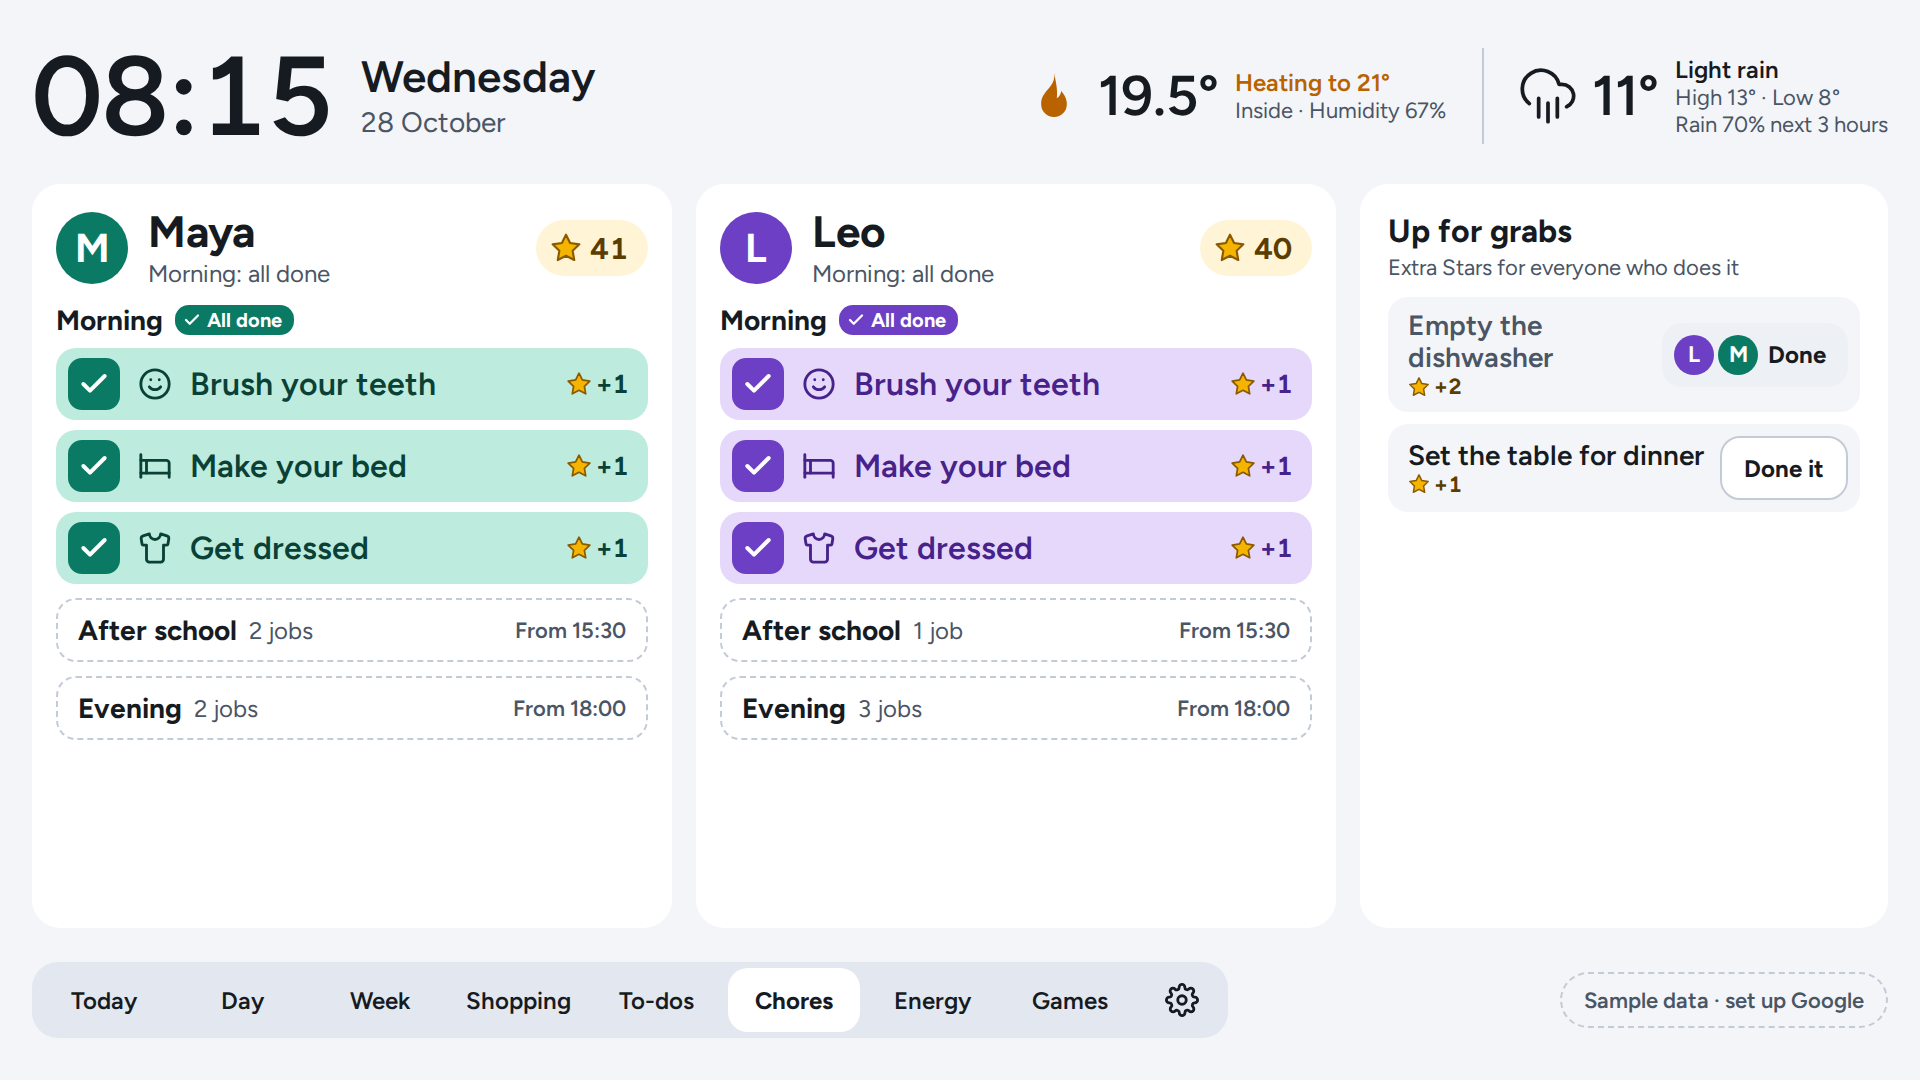 08:15
Wednesday
28 October
19.5°
Heating to 21°
Inside · Humidity 67%
11°
Light rain
High 13° · Low 8°
Rain 70% next 3 hours
M
Maya
Morning: all done
41
Morning
All done
Brush your teeth
+1
Make your bed
+1
Get dressed
+1
After school 2 jobs
From 15:30
Evening 2 jobs
From 18:00
L
Leo
Morning: all done
40
Morning
All done
Brush your teeth
+1
Make your bed
+1
Get dressed
+1
After school 1 job
From 15:30
Evening 3 jobs
From 18:00
Up for grabs
Extra Stars for everyone who does it
Empty the
dishwasher
+2
L M Done
Set the table for dinner
+1
Done it
Today
Day
Week
Shopping
To-dos
Chores
Energy
Games
Sample data · set up Google